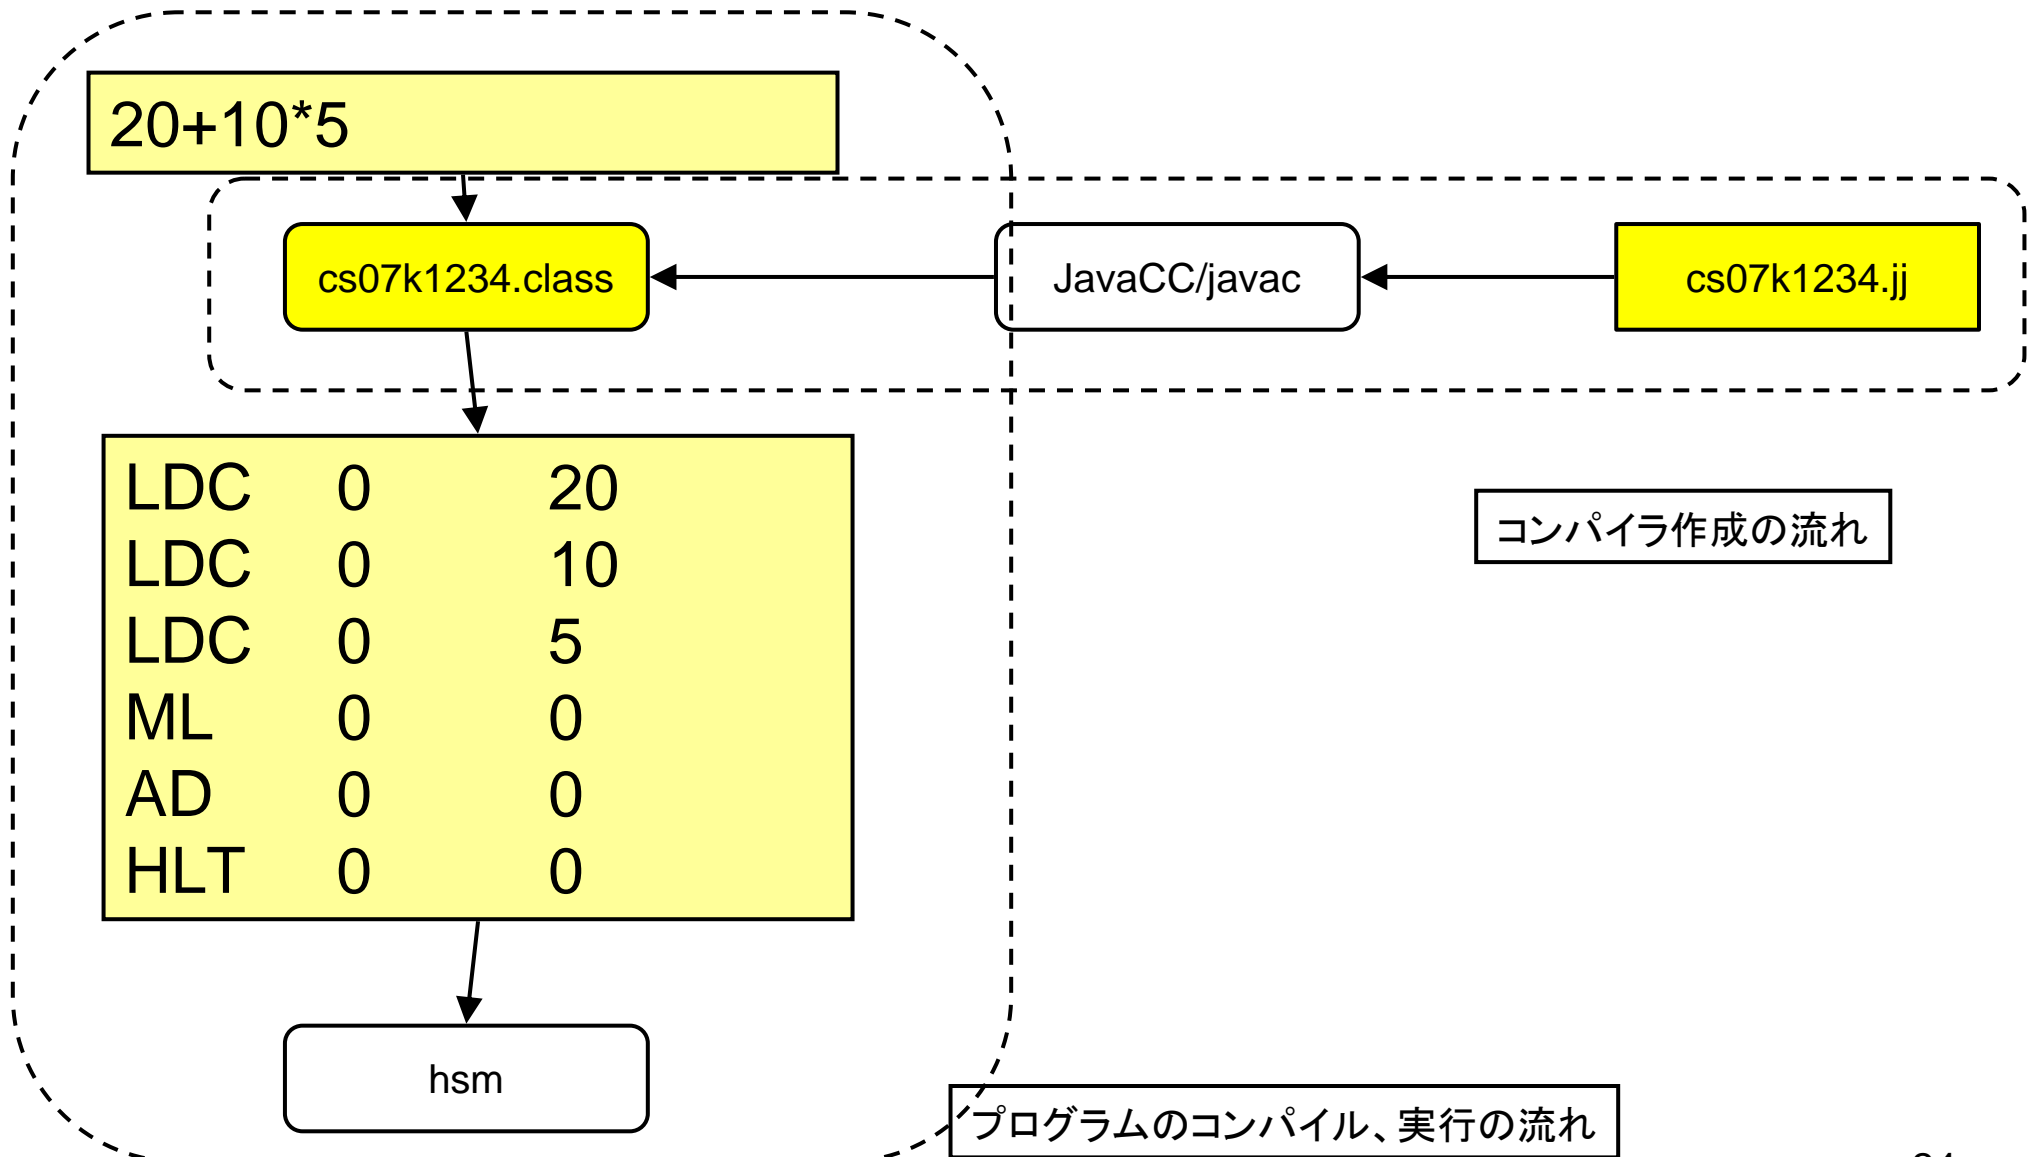 20+10*5
cs07k1234.class
JavaCC/javac
cs07k1234.jj
LDC 0 20
LDC 0 10
LDC 0 5
ML 0 0
AD 0 0
HLT 0 0
コンパイラ作成の流れ
hsm
プログラムのコンパイル、実行の流れ